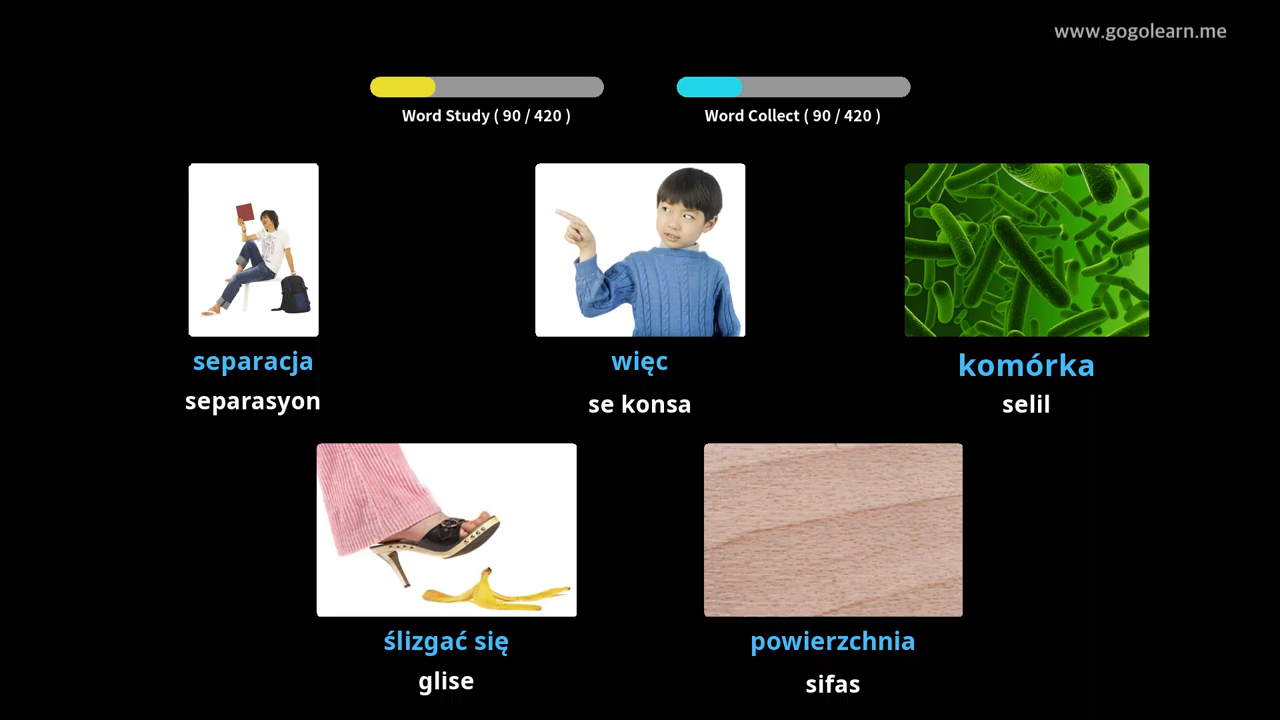 www.gogolearn.me
Word Study ( 90 / 420 )
Word Collect ( 90 / 420 )
separacja
separasyon
więc
se konsa
komórka
selil
ślizgać się
glise
powierzchnia
sifas